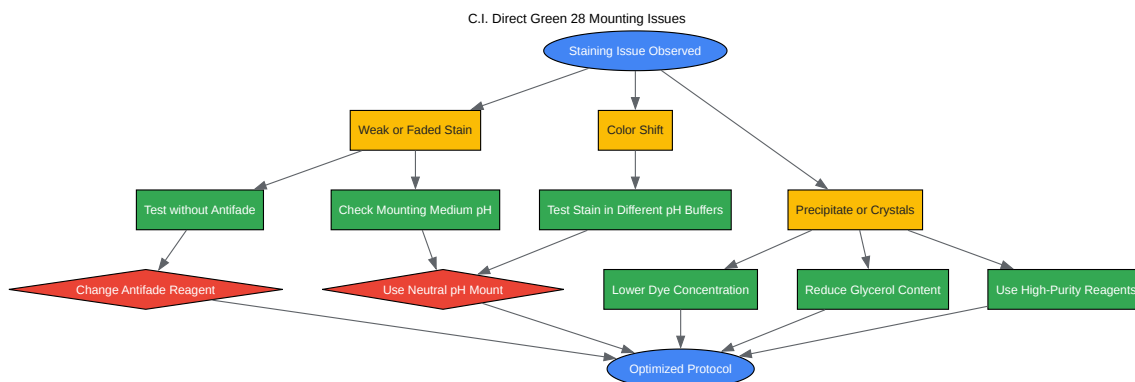 C.I. Direct Green 28 Mounting Issues
Staining Issue Observed
Weak or Faded Stain
Color Shift
Test without Antifade
Check Mounting Medium pH
Test Stain in Different pH Buffers
Precipitate or Crystals
Change Antifade Reagent
Use Neutral pH Mount
Lower Dye Concentration
Reduce Glycerol Content
Use High-Purity Reagents
Optimized Protocol